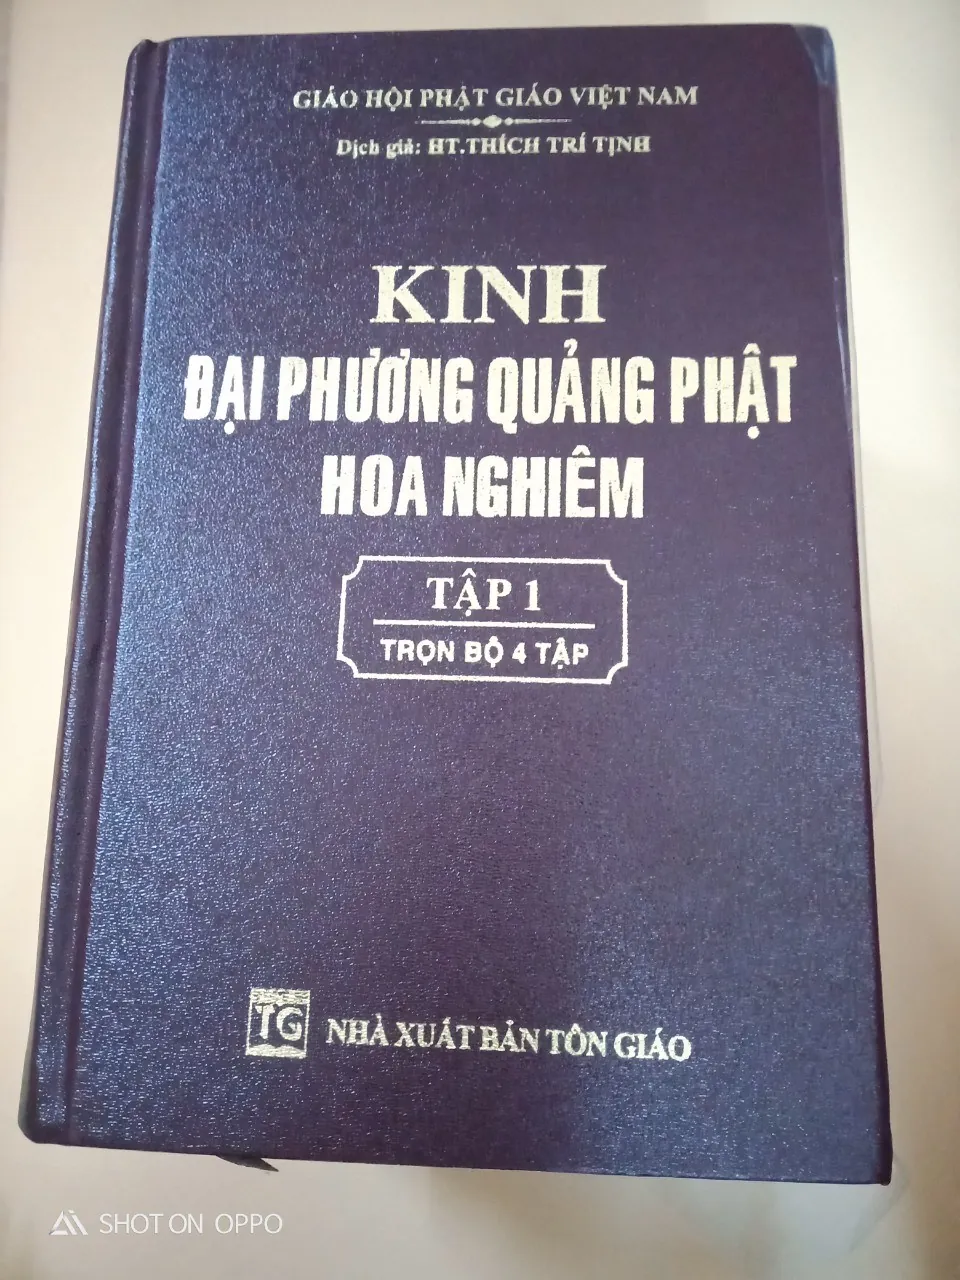 GIÁO HỘI PHẬT GIÁO VIỆT NAM
Dịch giả: HT.THÍCH TRÍ TỊNH
KINH
ĐẠI PHƯƠNG QUẢNG PHẬT
HOA NGHIÊM
TẬP 1
TRỌN BỘ 4 TẬP
TG NHÀ XUẤT BẢN TÔN GIÁO
SHOT ON OPPO